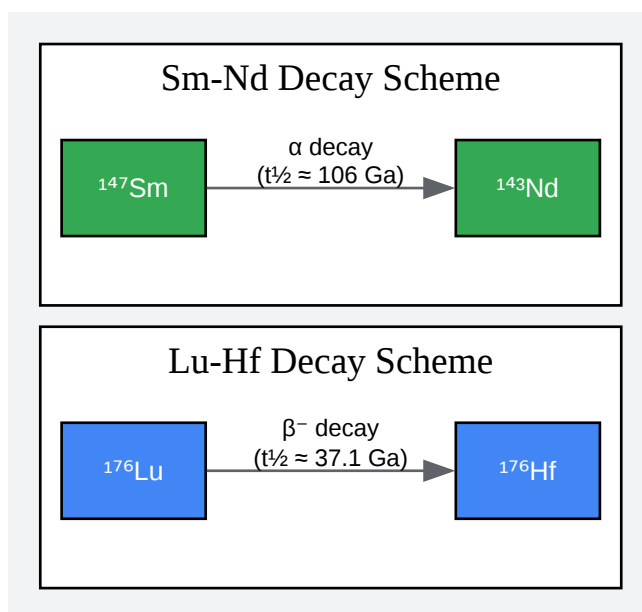 Sm-Nd Decay Scheme
α decay
(t½ ≈ 106 Ga)
¹⁴⁷Sm
¹⁴³Nd
Lu-Hf Decay Scheme
β⁻ decay
(t½ ≈ 37.1 Ga)
¹⁷⁶Lu
¹⁷⁶Hf